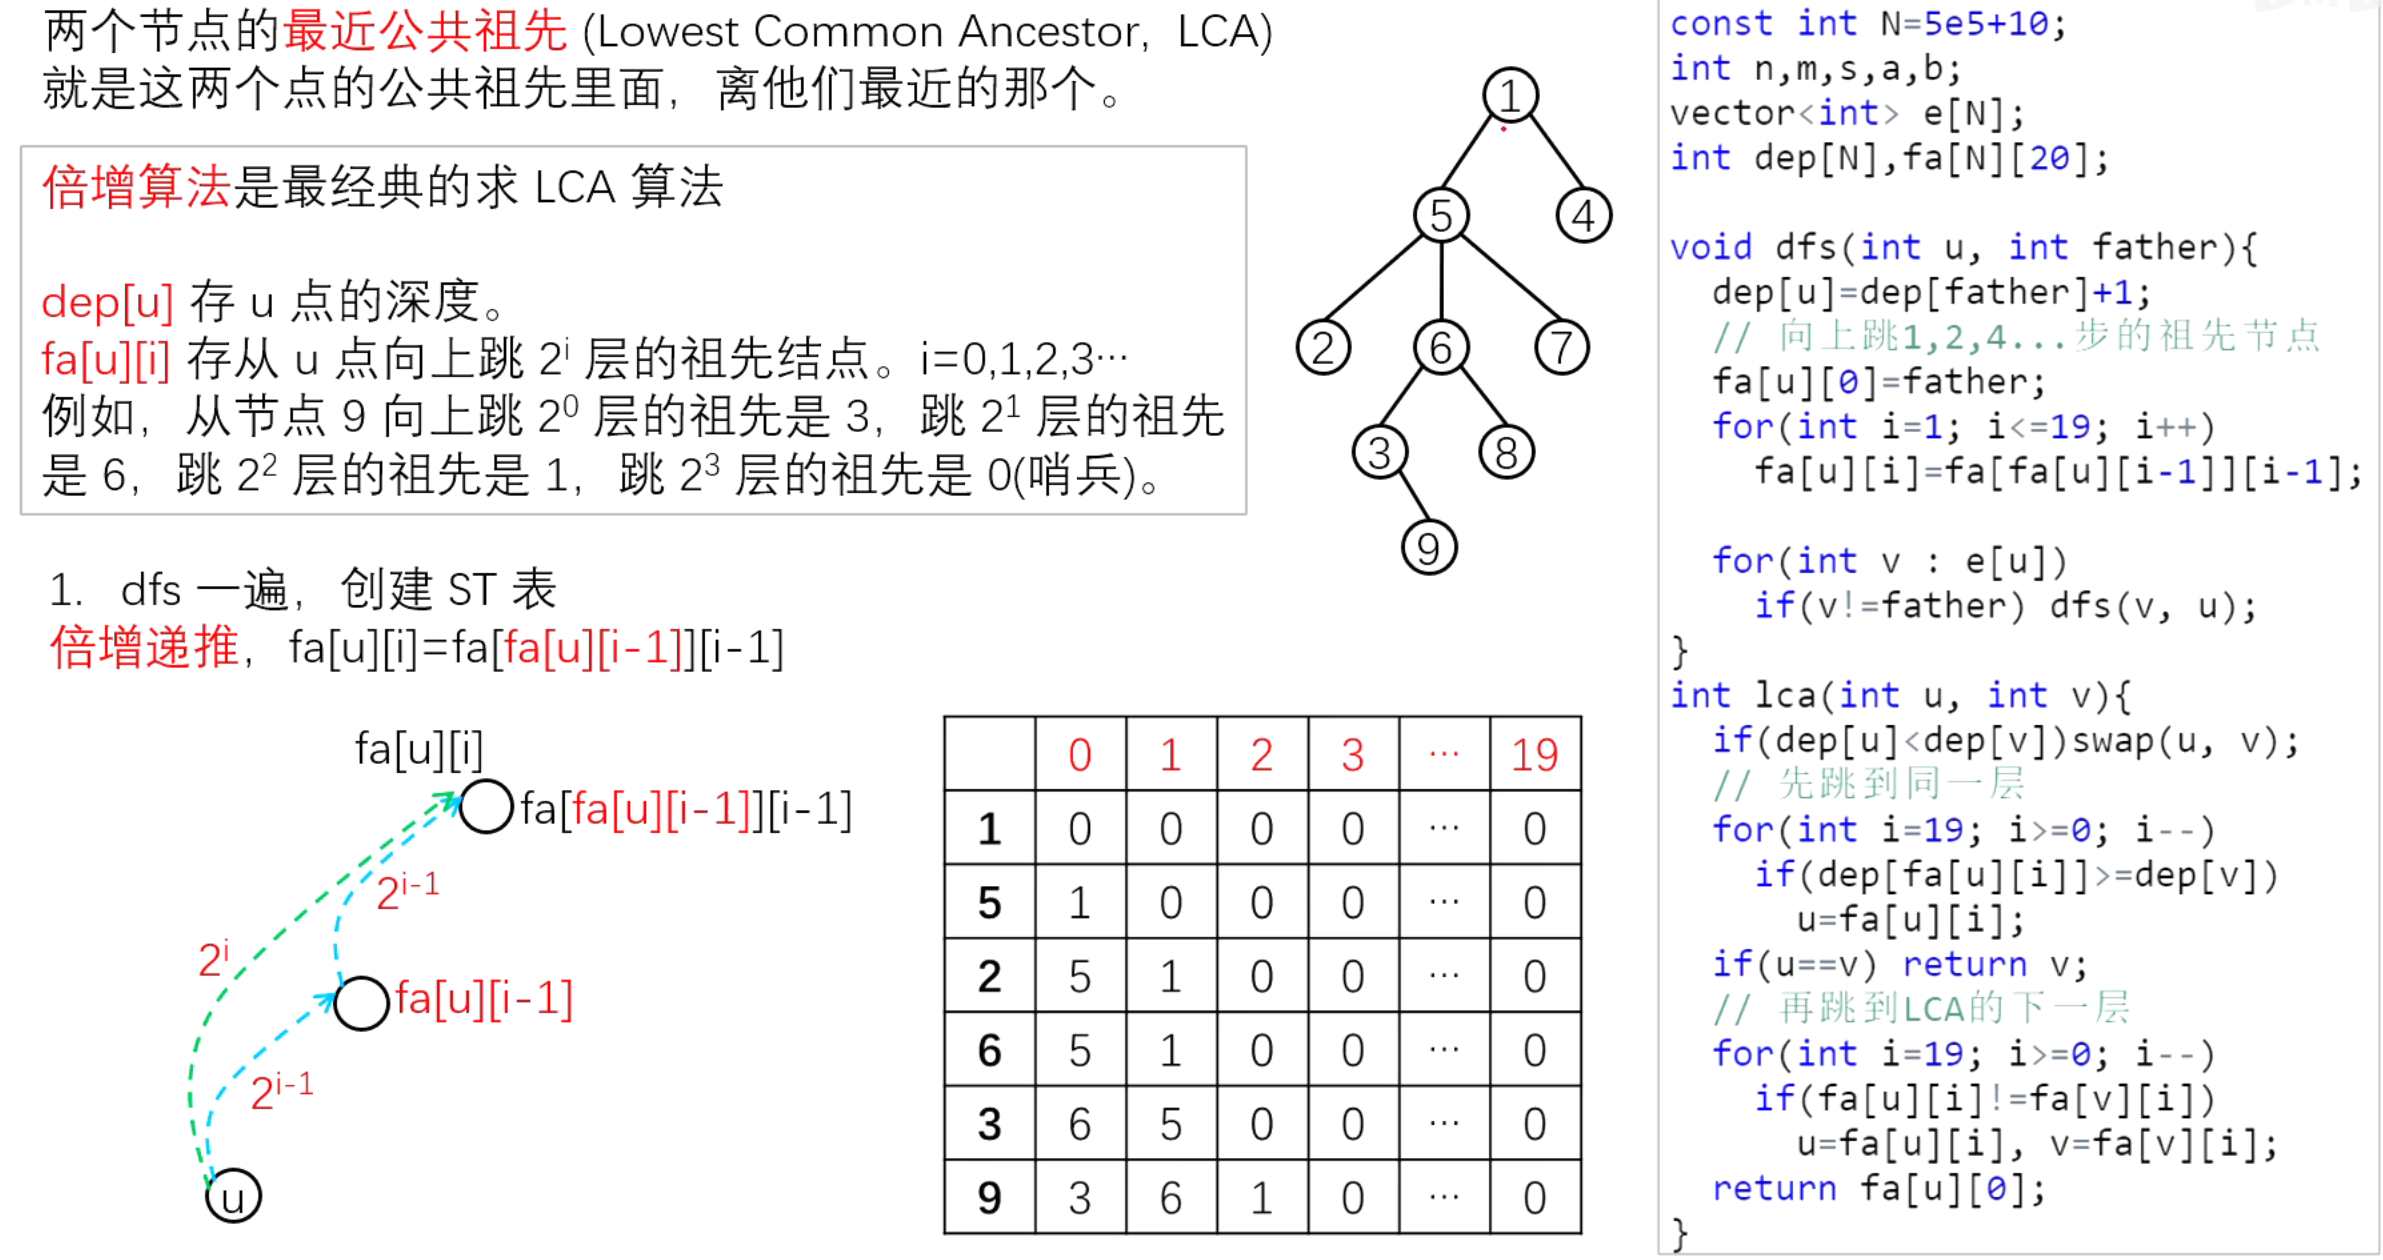 两个节点的最近公共祖先 (Lowest Common Ancestor, LCA)
就是这两个点的公共祖先里面，离他们最近的那个。
倍增算法是最经典的求 LCA 算法
dep[u] 存 u 点的深度。
fa[u][i] 存从 u 点向上跳 2ⁱ 层的祖先结点。i=0,1,2,3…
例如，从节点 9 向上跳 2⁰ 层的祖先是 3，跳 2¹ 层的祖先
是 6，跳 2² 层的祖先是 1，跳 2³ 层的祖先是 0(哨兵)。
1
5
4
2
6
7
3
8
9
1. dfs 一遍，创建 ST 表
倍增递推，fa[u][i]=fa[fa[u][i-1]][i-1]
fa[u][i]
fa[fa[u][i-1]][i-1]
2ⁱ⁻¹
2ⁱ
fa[u][i-1]
2ⁱ⁻¹
u
0 1 2 3 … 19
1 0 0 0 0 … 0
5 1 0 0 0 … 0
2 5 1 0 0 … 0
6 5 1 0 0 … 0
3 6 5 0 0 … 0
9 3 6 1 0 … 0
const int N=5e5+10;
int n,m,s,a,b;
vector<int> e[N];
int dep[N],fa[N][20];
void dfs(int u, int father){
dep[u]=dep[father]+1;
// 向上跳1,2,4...步的祖先节点
fa[u][0]=father;
for(int i=1; i<=19; i++)
fa[u][i]=fa[fa[u][i-1]][i-1];
for(int v : e[u])
if(v!=father) dfs(v, u);
}
int lca(int u, int v){
if(dep[u]<dep[v])swap(u, v);
// 先跳到同一层
for(int i=19; i>=0; i--)
if(dep[fa[u][i]]>=dep[v])
u=fa[u][i];
if(u==v) return v;
// 再跳到LCA的下一层
for(int i=19; i>=0; i--)
if(fa[u][i]!=fa[v][i])
u=fa[u][i], v=fa[v][i];
return fa[u][0];
}